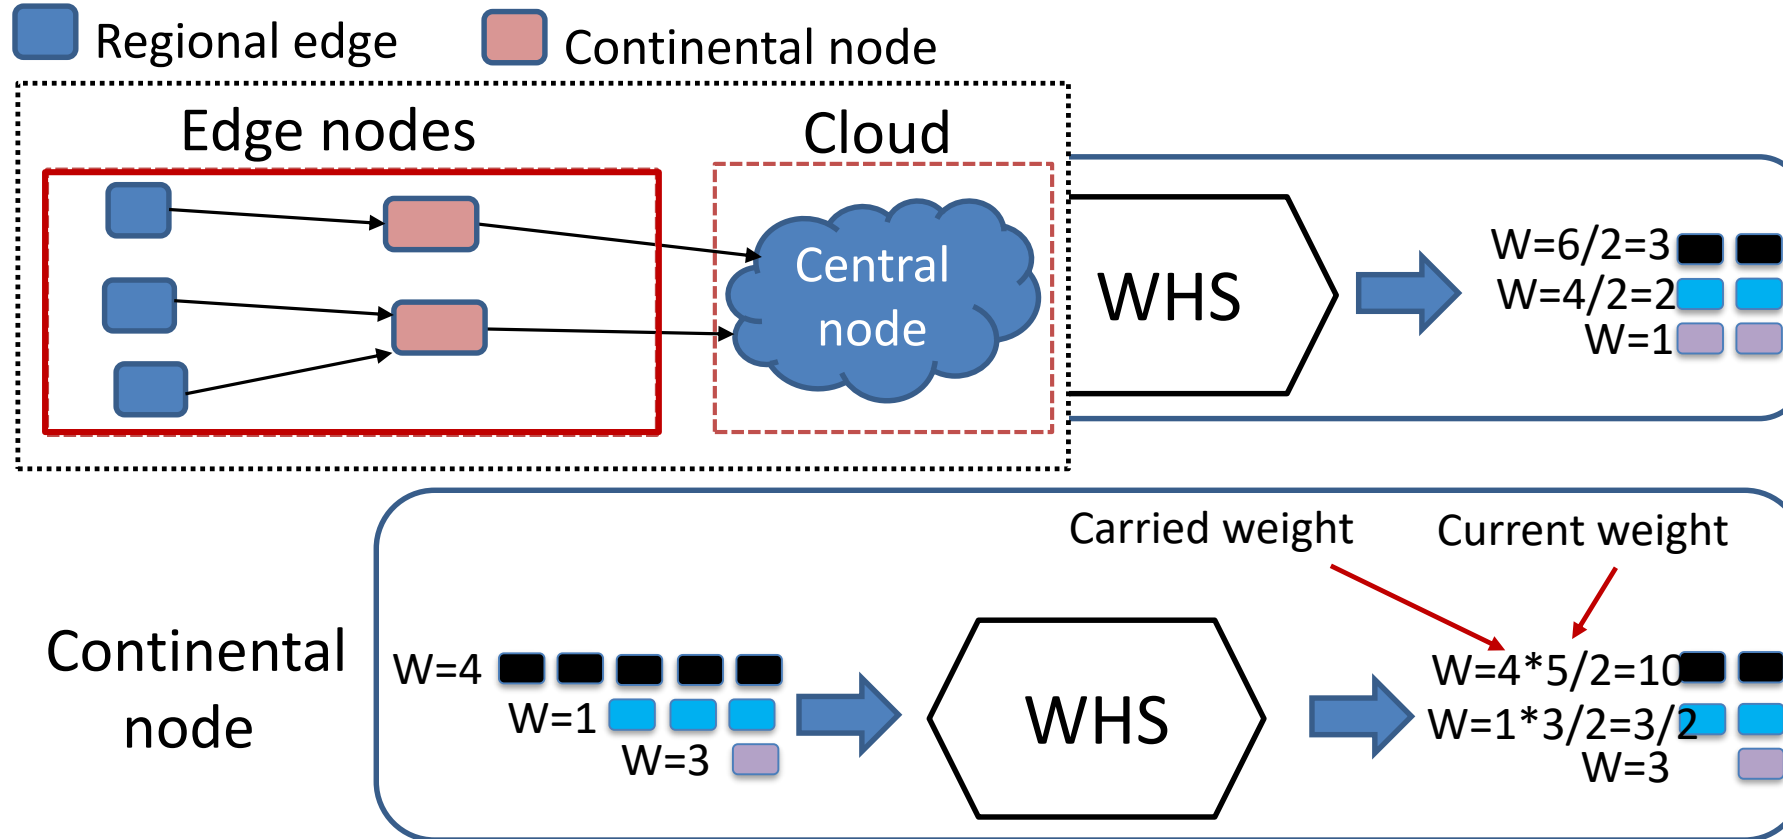 Regional edge
Continental node
Edge nodes
Cloud
Central
node
WHS
W=6/2=3
W=4/2=2
W=1
Carried weight
Current weight
Continental
node
W=4
W=1
W=3
WHS
W=4*5/2=10
W=1*3/2=3/2
W=3